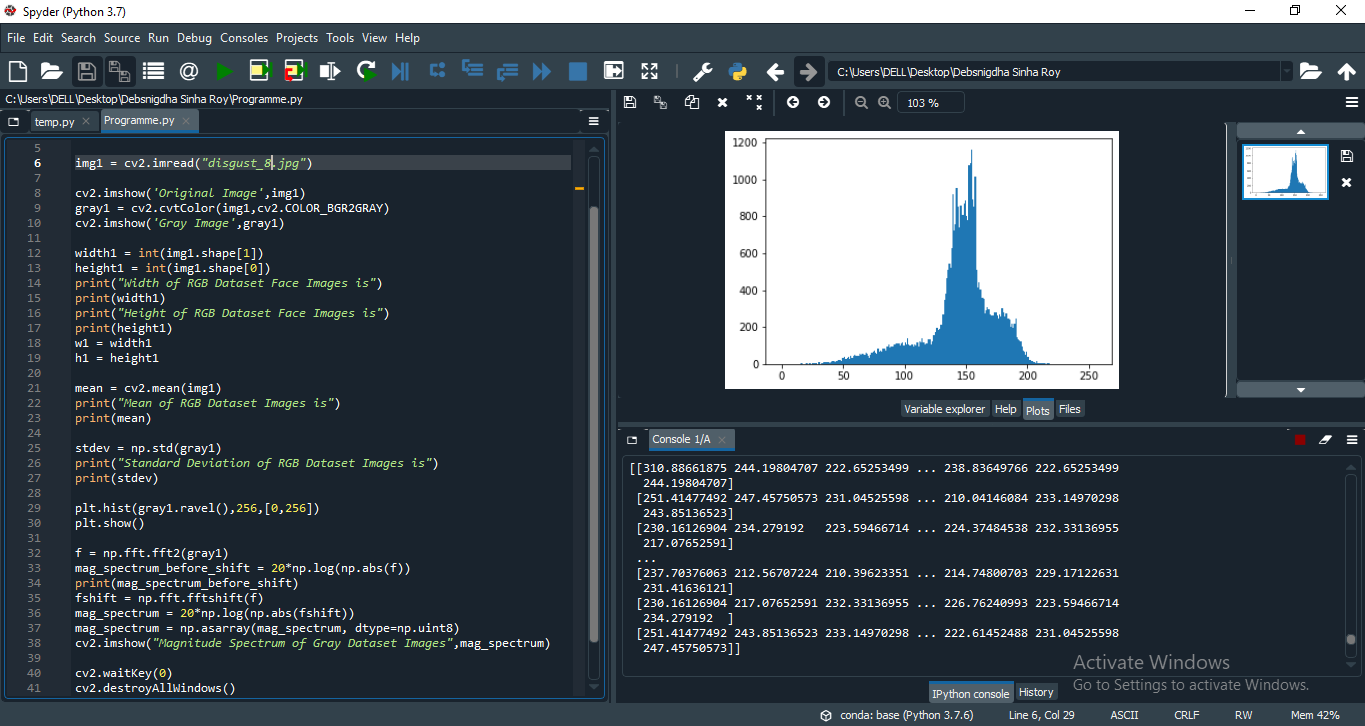 Spyder (Python 3.7)
File Edit Search Source Run Debug Consoles Projects Tools View Help
C:\Users\DELL\Desktop\Debsnigdha Sinha Roy
C:\Users\DELL\Desktop\Debsnigdha Sinha Roy\Programme.py
temp.py Programme.py
5
6 img1 = cv2.imread("disgust_8.jpg")
7
8 cv2.imshow('Original Image',img1)
9 gray1 = cv2.cvtColor(img1,cv2.COLOR_BGR2GRAY)
10 cv2.imshow('Gray Image',gray1)
11
12 width1 = int(img1.shape[1])
13 height1 = int(img1.shape[0])
14 print("Width of RGB Dataset Face Images is")
15 print(width1)
16 print("Height of RGB Dataset Face Images is")
17 print(height1)
18 w1 = width1
19 h1 = height1
20
21 mean = cv2.mean(img1)
22 print("Mean of RGB Dataset Images is")
23 print(mean)
24
25 stdev = np.std(gray1)
26 print("Standard Deviation of RGB Dataset Images is")
27 print(stdev)
28
29 plt.hist(gray1.ravel(),256,[0,256])
30 plt.show()
31
32 f = np.fft.fft2(gray1)
33 mag_spectrum_before_shift = 20*np.log(np.abs(f))
34 print(mag_spectrum_before_shift)
35 fshift = np.fft.fftshift(f)
36 mag_spectrum = 20*np.log(np.abs(fshift))
37 mag_spectrum = np.asarray(mag_spectrum, dtype=np.uint8)
38 cv2.imshow("Magnitude Spectrum of Gray Dataset Images",mag_spectrum)
39
40 cv2.waitKey(0)
41 cv2.destroyAllWindows()
103 %
1200
1000
800
600
400
200
0
0 50 100 150 200 250
Variable explorer Help Plots Files
Console 1/A
[[310.88661875 244.19804707 222.65253499 ... 238.83649766 222.65253499
244.19804707]
[251.41477492 247.45750573 231.04525598 ... 210.04146084 233.14970298
243.85136523]
[230.16126904 234.279192 223.59466714 ... 224.37484538 232.33136955
217.07652591]
...
[237.70376063 212.56707224 210.39623351 ... 214.74800703 229.17122631
231.41636121]
[230.16126904 217.07652591 232.33136955 ... 226.76240993 223.59466714
234.279192 ]
[251.41477492 243.85136523 233.14970298 ... 222.61452488 231.04525598
247.45750573]]
Activate Windows
Go to Settings to activate Windows.
IPython console History
conda: base (Python 3.7.6) Line 6, Col 29 ASCII CRLF RW Mem 42%